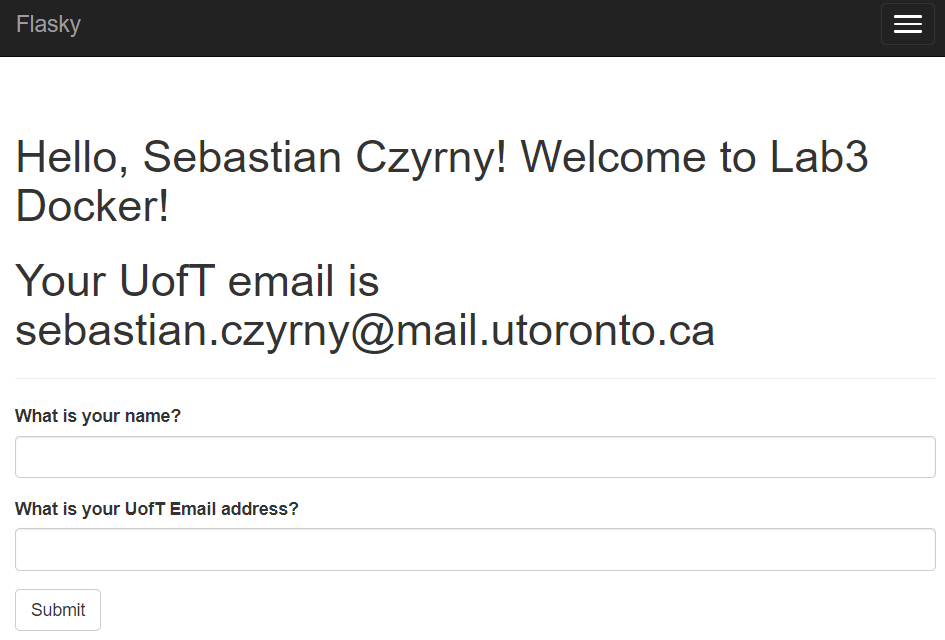 Flasky
Hello, Sebastian Czyrny! Welcome to Lab3
Docker!
Your UofT email is
sebastian.czyrny@mail.utoronto.ca
What is your name?
What is your UofT Email address?
Submit